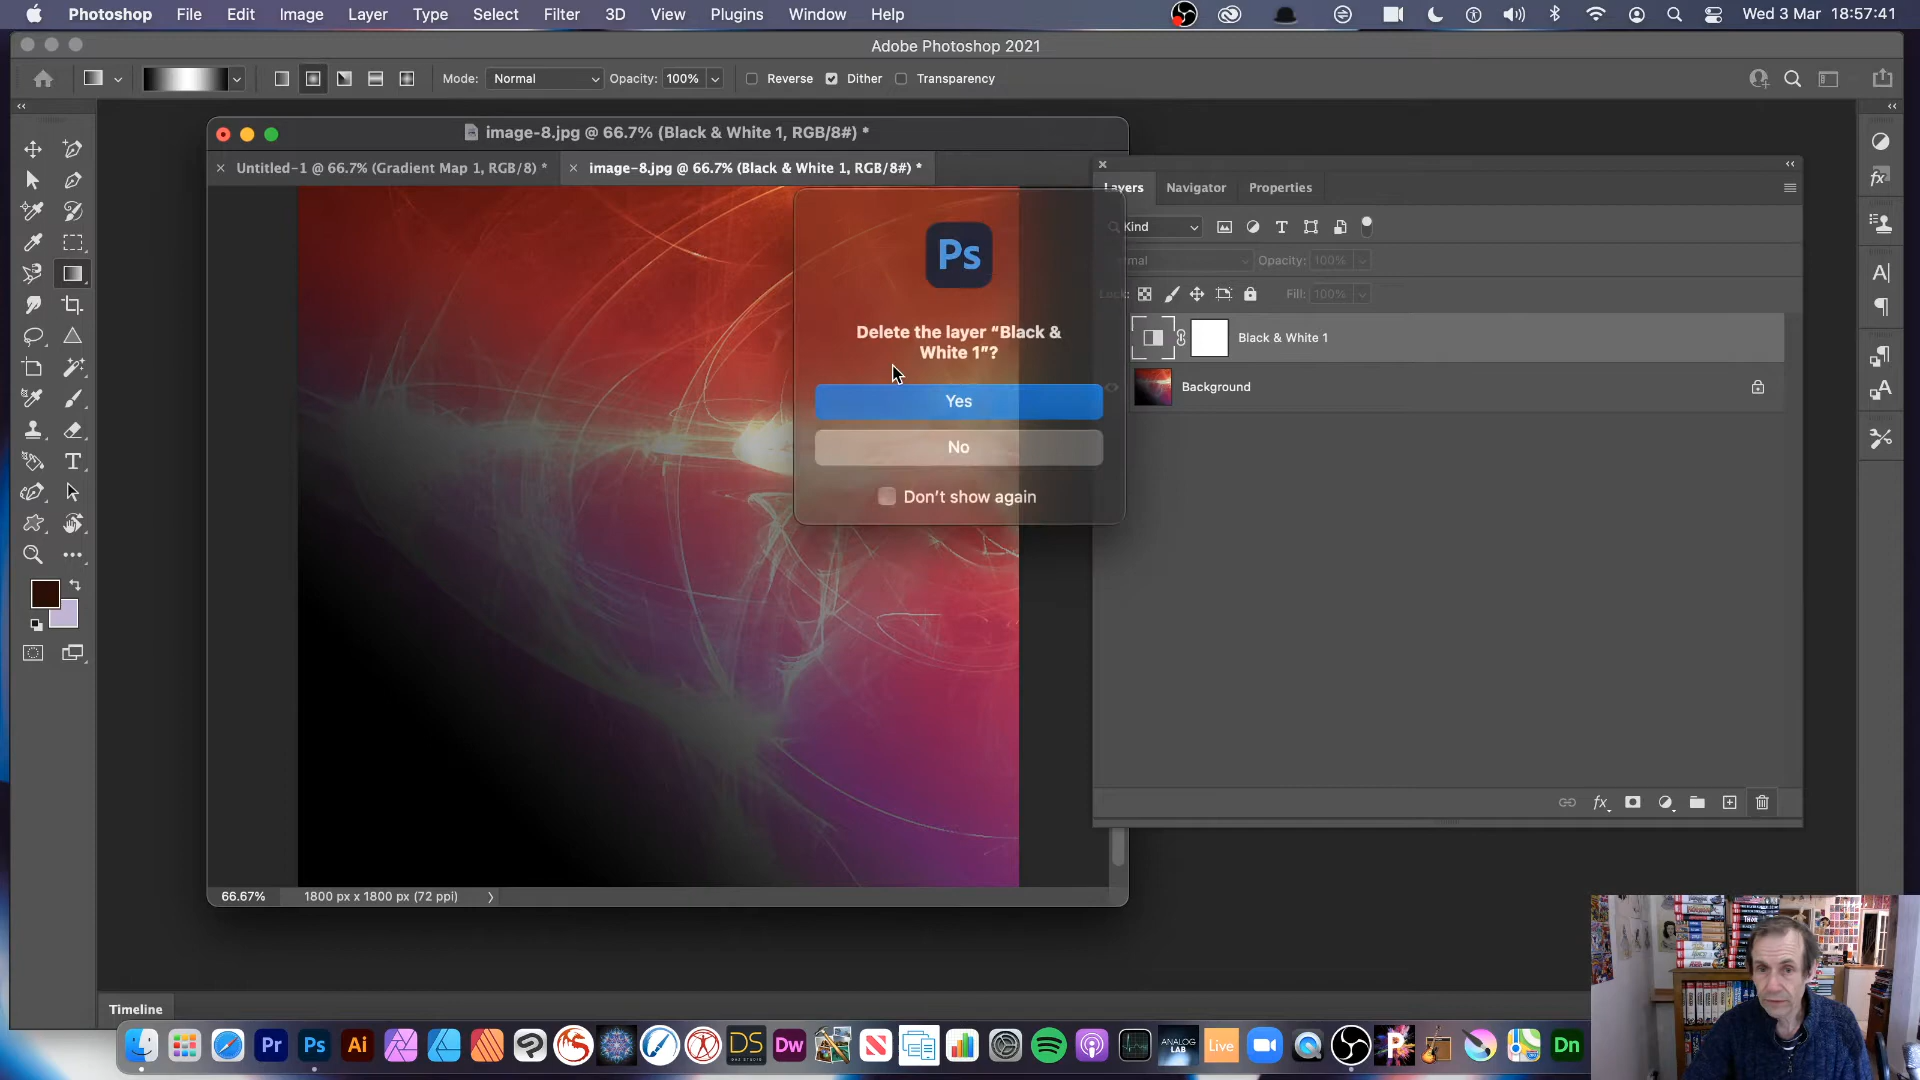 Photoshop File Edit Image Layer Type Select Filter 3D View Plugins Window Help Wed 3 Mar 18:57:41
Adobe Photoshop 2021
Mode: Normal Opacity: 100% Reverse Dither Transparency
image-8.jpg @ 66.7% (Black & White 1, RGB/8#) *
Untitled-1 @ 66.7% (Gradient Map 1, RGB/8) * image-8.jpg @ 66.7% (Black & White 1, RGB/8#) *
Layers Navigator Properties
Kind
Opacity: 100%
Lock: Fill: 100%
Black & White 1
Background
Ps
Delete the layer “Black &
White 1”?
Yes
No
Don’t show again
66.67% 1800 px x 1800 px (72 ppi)
Timeline
Pr Ps Ai DS Dw ANALOG LAB Live P Dn